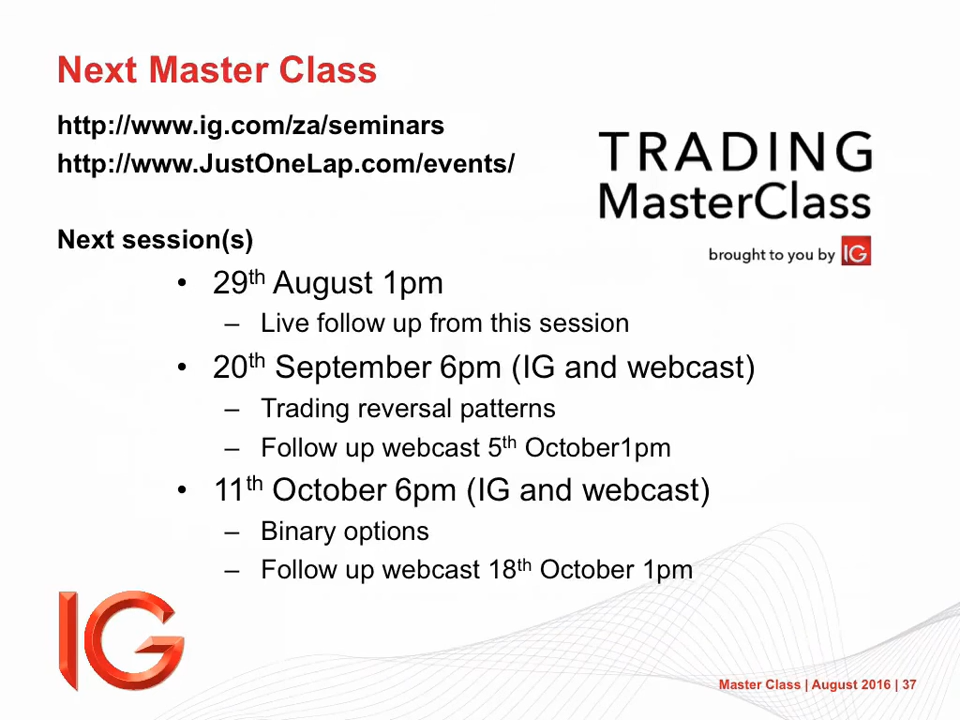 Next Master Class
http://www.ig.com/za/seminars
http://www.JustOneLap.com/events/
TRADING
MasterClass
brought to you by IG
Next session(s)
• 29th August 1pm
– Live follow up from this session
• 20th September 6pm (IG and webcast)
– Trading reversal patterns
– Follow up webcast 5th October1pm
• 11th October 6pm (IG and webcast)
– Binary options
– Follow up webcast 18th October 1pm
IG
Master Class | August 2016 | 37